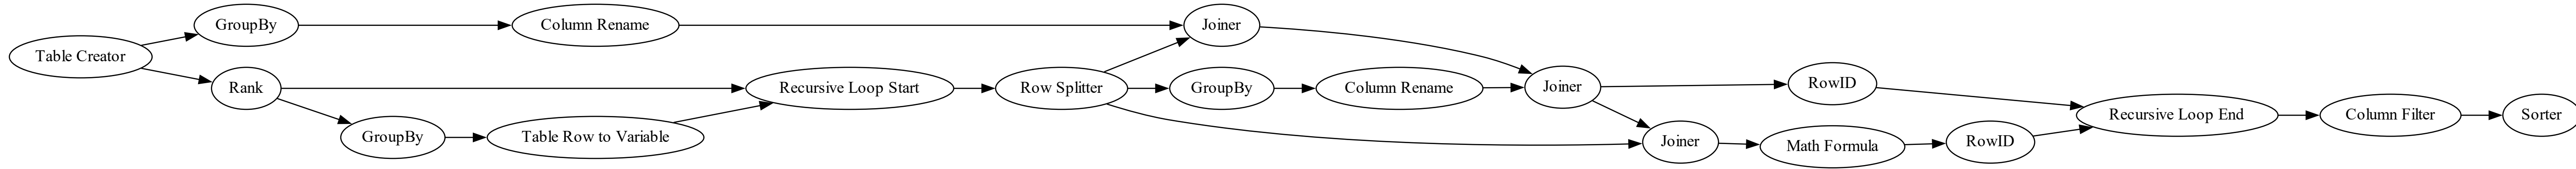 Table Creator
GroupBy
Column Rename
Joiner
Rank
Recursive Loop Start
Row Splitter
GroupBy
Column Rename
Joiner
RowID
GroupBy
Table Row to Variable
Joiner
Math Formula
RowID
Recursive Loop End
Column Filter
Sorter